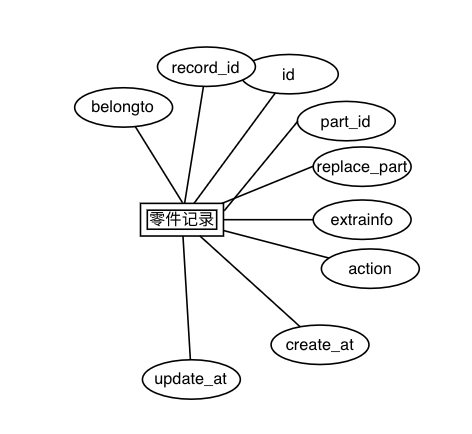 record_id
id
belongto
part_id
replace_part
零件记录
extrainfo
action
create_at
update_at